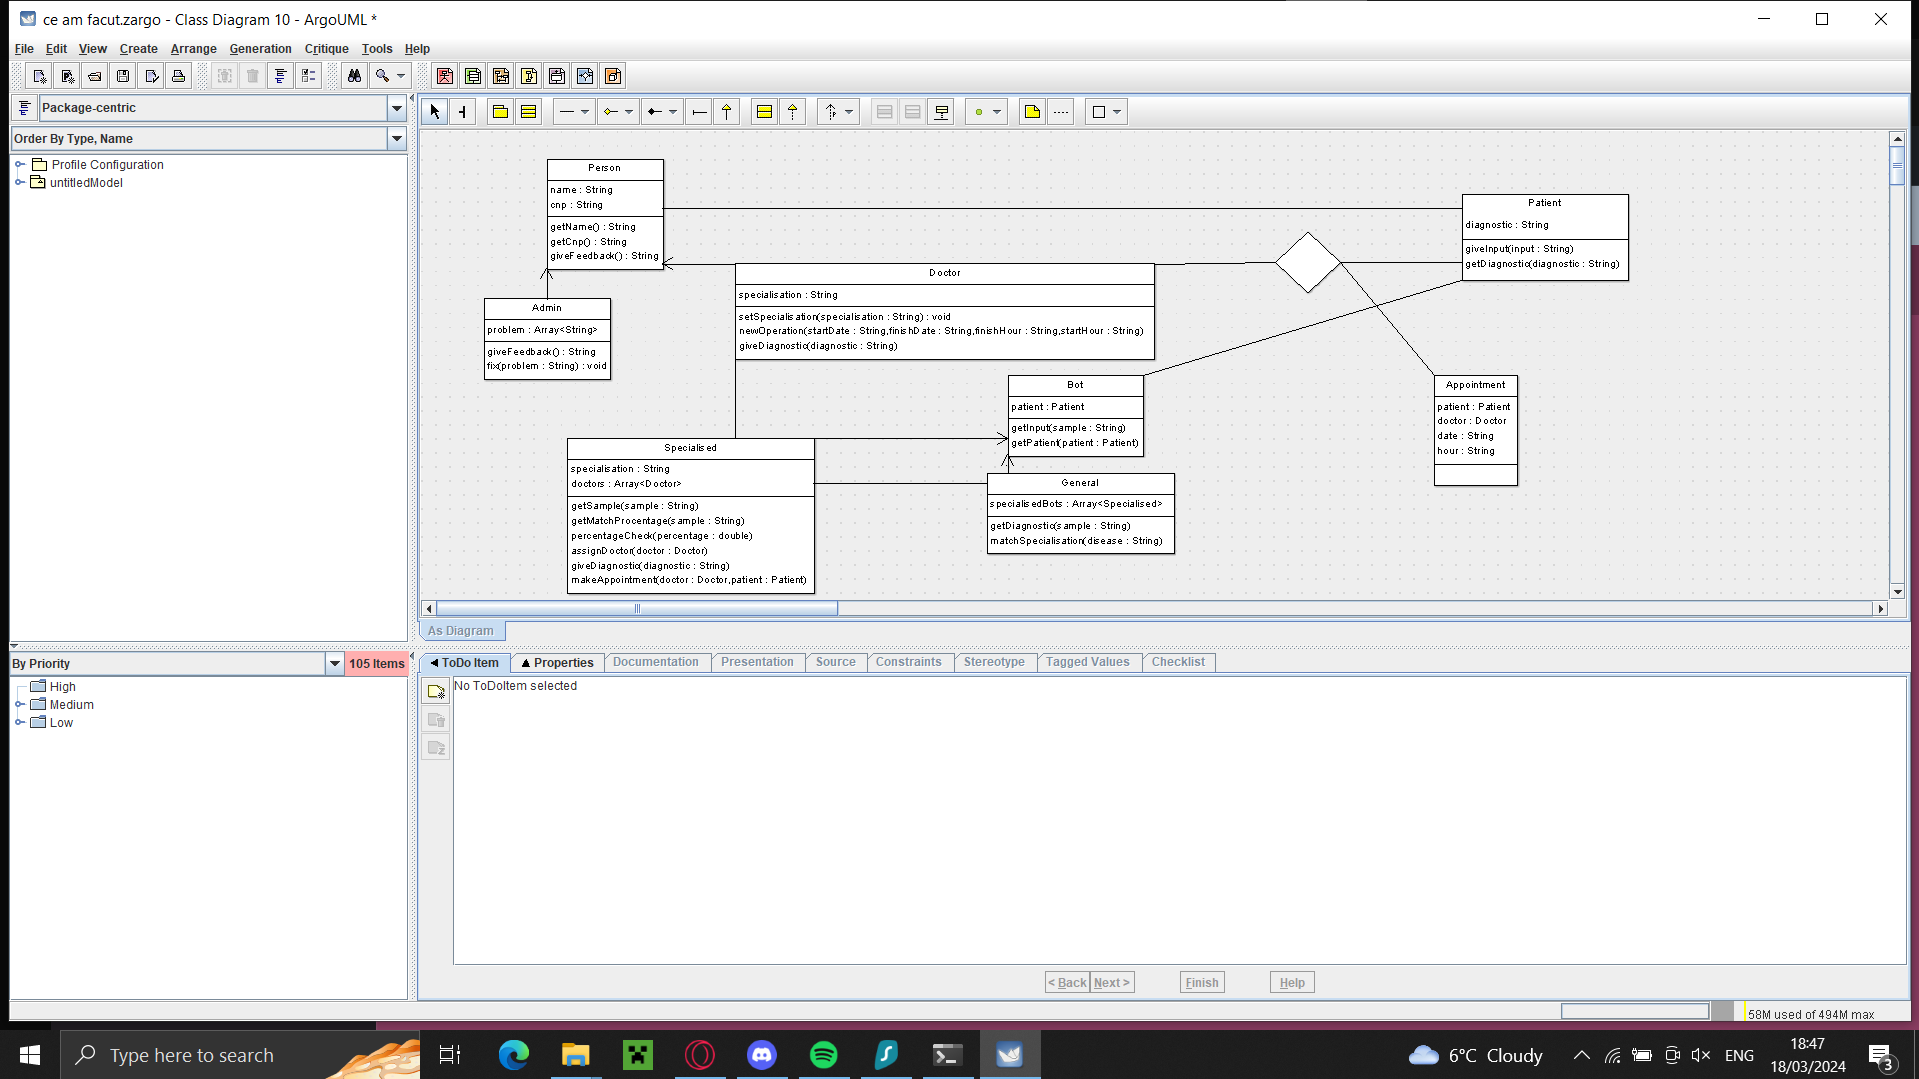 ce am facut.zargo - Class Diagram 10 - ArgoUML *
File Edit View Create Arrange Generation Critique Tools Help
Package-centric
Order By Type, Name
Profile Configuration
untitledModel
Person
name : String
cnp : String
getName() : String
getCnp() : String
giveFeedback() : String
Patient
diagnostic : String
giveInput(input : String)
getDiagnostic(diagnostic : String)
Doctor
specialisation : String
setSpecialisation(specialisation : String) : void
newOperation(startDate : String,finishDate : String,finishHour : String,startHour : String)
giveDiagnostic(diagnostic : String)
Admin
problem : Array<String>
giveFeedback() : String
fix(problem : String) : void
Bot
patient : Patient
getInput(sample : String)
getPatient(patient : Patient)
Appointment
patient : Patient
doctor : Doctor
date : String
hour : String
Specialised
specialisation : String
doctors : Array<Doctor>
getSample(sample : String)
getMatchProcentage(sample : String)
percentageCheck(percentage : double)
assignDoctor(doctor : Doctor)
giveDiagnostic(diagnostic : String)
makeAppointment(doctor : Doctor,patient : Patient)
General
specialisedBots : Array<Specialised>
getDiagnostic(sample : String)
matchSpecialisation(disease : String)
As Diagram
By Priority
105 Items
High
Medium
Low
ToDo Item Properties Documentation Presentation Source Constraints Stereotype Tagged Values Checklist
No ToDoItem selected
< Back Next > Finish Help
58M used of 494M max
Type here to search
6°C Cloudy
ENG
18:47
18/03/2024
3